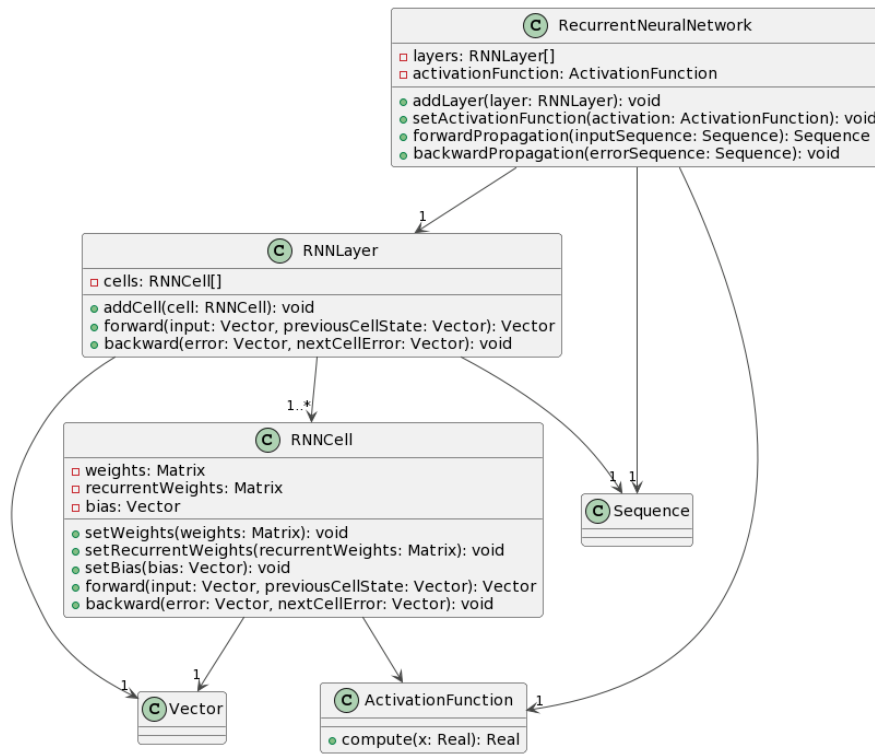 C RecurrentNeuralNetwork
layers: RNNLayer[]
activationFunction: ActivationFunction
addLayer(layer: RNNLayer): void
setActivationFunction(activation: ActivationFunction): void
forwardPropagation(inputSequence: Sequence): Sequence
backwardPropagation(errorSequence: Sequence): void
1
C RNNLayer
cells: RNNCell[]
addCell(cell: RNNCell): void
forward(input: Vector, previousCellState: Vector): Vector
backward(error: Vector, nextCellError: Vector): void
1..*
C RNNCell
weights: Matrix
recurrentWeights: Matrix
bias: Vector
setWeights(weights: Matrix): void
setRecurrentWeights(recurrentWeights: Matrix): void
setBias(bias: Vector): void
forward(input: Vector, previousCellState: Vector): Vector
backward(error: Vector, nextCellError: Vector): void
1 1
C Sequence
1 1
C Vector
C ActivationFunction
compute(x: Real): Real
1